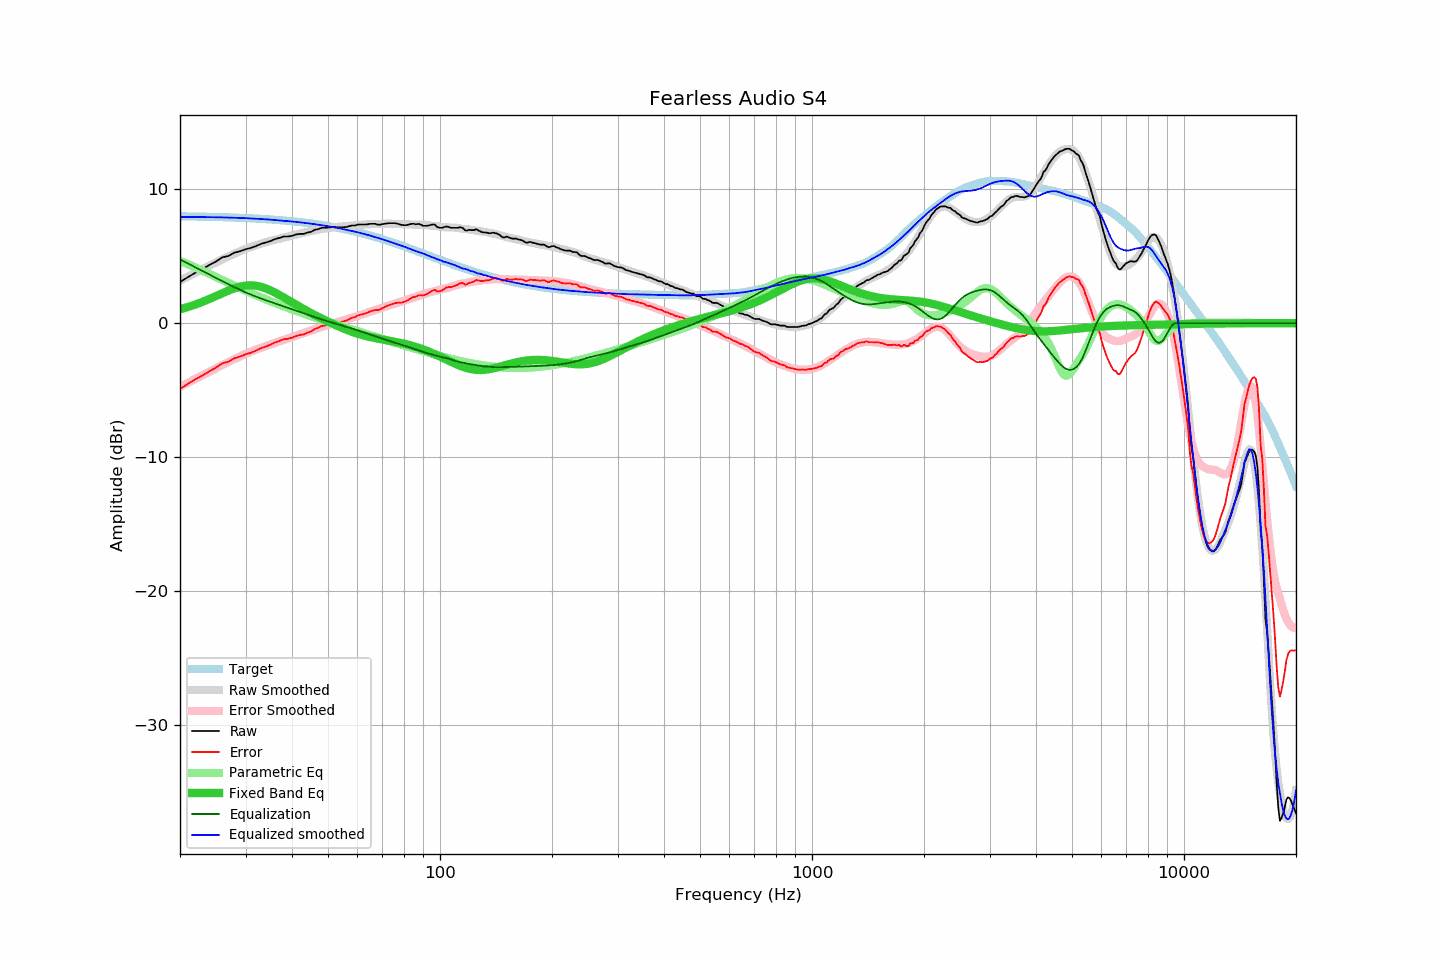 Fearless Audio S4
10
0
−10
−20
−30
Amplitude (dBr)
Target
Raw Smoothed
Error Smoothed
Raw
Error
Parametric Eq
Fixed Band Eq
Equalization
Equalized smoothed
100
1000
10000
Frequency (Hz)